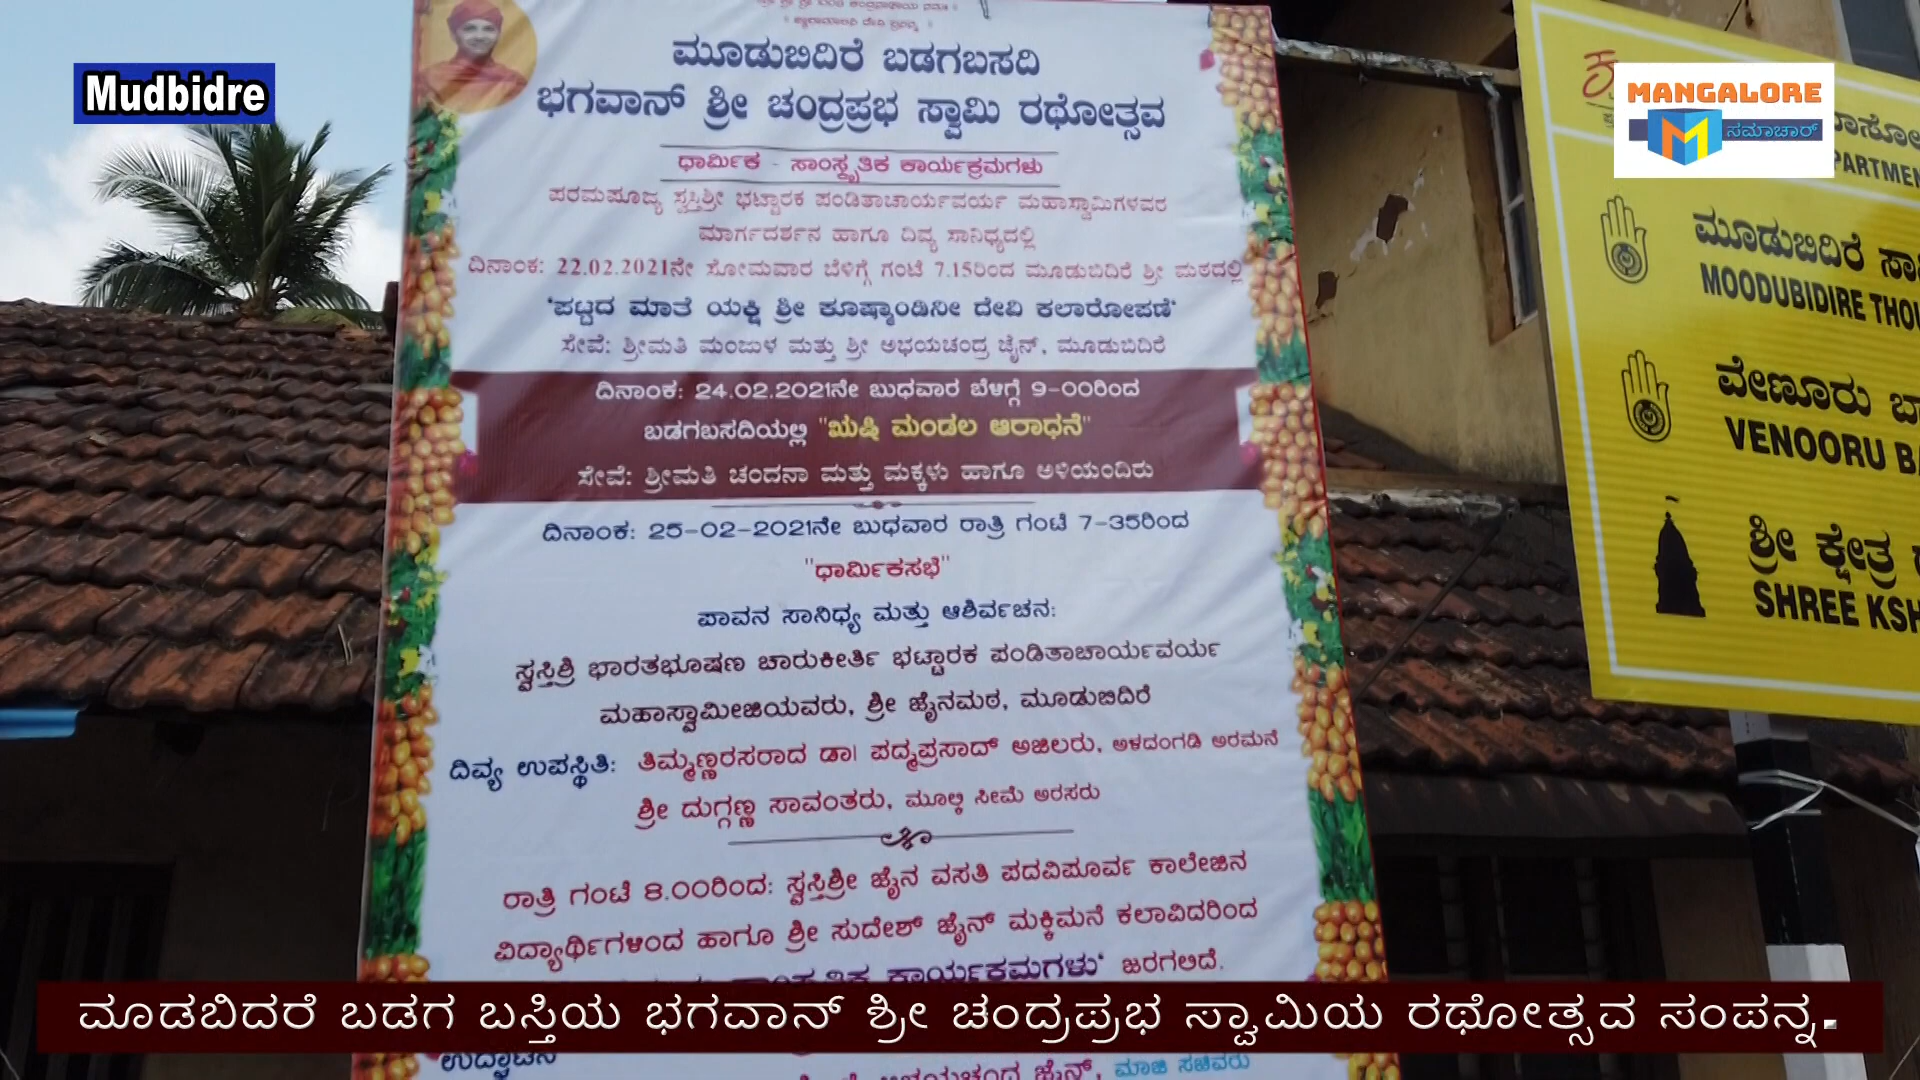 Mudbidre
MANGALORE
ಸಮಾಚಾರ್
ಮೂಡುಬಿದಿರೆ ಬಡಗಬಸದಿ
ಭಗವಾನ್ ಶ್ರೀ ಚಂದ್ರಪ್ರಭ ಸ್ವಾಮಿ ರಥೋತ್ಸವ
ಧಾರ್ಮಿಕ - ಸಾಂಸ್ಕೃತಿಕ ಕಾರ್ಯಕ್ರಮಗಳು
ಪರಮಪೂಜ್ಯ ಸ್ವಸ್ತಿಶ್ರೀ ಭಟ್ಟಾರಕ ಪಂಡಿತಾಚಾರ್ಯವರ್ಯ ಮಹಾಸ್ವಾಮಿಗಳವರ
ಮಾರ್ಗದರ್ಶನ ಹಾಗೂ ದಿವ್ಯ ಸಾನಿಧ್ಯದಲ್ಲಿ
ದಿನಾಂಕ: 22.02.2021ನೇ ಸೋಮವಾರ ಬೆಳಿಗ್ಗೆ ಗಂಟೆ 7.15ರಿಂದ ಮೂಡುಬಿದಿರೆ ಶ್ರೀ ಮಠದಲ್ಲಿ
'ಪಟ್ಟದ ಮಾತೆ ಯಕ್ಷಿ ಶ್ರೀ ಕೂಷ್ಮಾಂಡಿನೀ ದೇವಿ ಕಲಾರೋಪಣೆ'
ಸೇವೆ: ಶ್ರೀಮತಿ ಮಂಜುಳ ಮತ್ತು ಶ್ರೀ ಅಭಯಚಂದ್ರ ಜೈನ್, ಮೂಡುಬಿದಿರೆ
ದಿನಾಂಕ: 24.02.2021ನೇ ಬುಧವಾರ ಬೆಳಿಗ್ಗೆ 9-00ರಿಂದ
ಬಡಗಬಸದಿಯಲ್ಲಿ "ಋಷಿ ಮಂಡಲ ಆರಾಧನೆ"
ಸೇವೆ: ಶ್ರೀಮತಿ ಚಂದನಾ ಮತ್ತು ಮಕ್ಕಳು ಹಾಗೂ ಅಳಿಯಂದಿರು
ದಿನಾಂಕ: 25-02-2021ನೇ ಬುಧವಾರ ರಾತ್ರಿ ಗಂಟೆ 7-35ರಿಂದ
"ಧಾರ್ಮಿಕಸಭೆ"
ಪಾವನ ಸಾನಿಧ್ಯ ಮತ್ತು ಆಶಿರ್ವಚನ:
ಸ್ವಸ್ತಿಶ್ರಿ ಭಾರತಭೂಷಣ ಚಾರುಕೀರ್ತಿ ಭಟ್ಟಾರಕ ಪಂಡಿತಾಚಾರ್ಯವರ್ಯ
ಮಹಾಸ್ವಾಮೀಜಿಯವರು, ಶ್ರೀ ಜೈನಮಠ, ಮೂಡುಬಿದಿರೆ
ದಿವ್ಯ ಉಪಸ್ಥಿತಿ: ತಿಮ್ಮಣ್ಣರಸರಾದ ಡಾ| ಪದ್ಮಪ್ರಸಾದ್ ಅಜಿಲರು, ಅಳದಂಗಡಿ ಅರಮನೆ
ಶ್ರೀ ದುಗ್ಗಣ್ಣ ಸಾವಂತರು, ಮೂಲ್ಕಿ ಸೀಮೆ ಅರಸರು
ರಾತ್ರಿ ಗಂಟೆ 8.00ರಿಂದ: ಸ್ವಸ್ತಿಶ್ರೀ ಜೈನ ವಸತಿ ಪದವಿಪೂರ್ವ ಕಾಲೇಜಿನ
ವಿದ್ಯಾರ್ಥಿಗಳಿಂದ ಹಾಗೂ ಶ್ರೀ ಸುದೇಶ್ ಜೈನ್ ಮಕ್ಕಿಮನೆ ಕಲಾವಿದರಿಂದ
ಕಾರ್ಯಕ್ರಮಗಳು' ಜರಗಲಿದೆ.
ಉದ್ಘಾಟನೆ
ಜೈನ್, ಮಾಜಿ ಸಚಿವರು
ಮೂಡುಬಿದಿರೆ
MOODUBIDIRE
ವೇಣೂರು
VENOORU
ಶ್ರೀ ಕ್ಷೇತ್ರ
SHREE
ಮೂಡಬಿದರೆ ಬಡಗ ಬಸ್ತಿಯ ಭಗವಾನ್ ಶ್ರೀ ಚಂದ್ರಪ್ರಭ ಸ್ವಾಮಿಯ ರಥೋತ್ಸವ ಸಂಪನ್ನ.